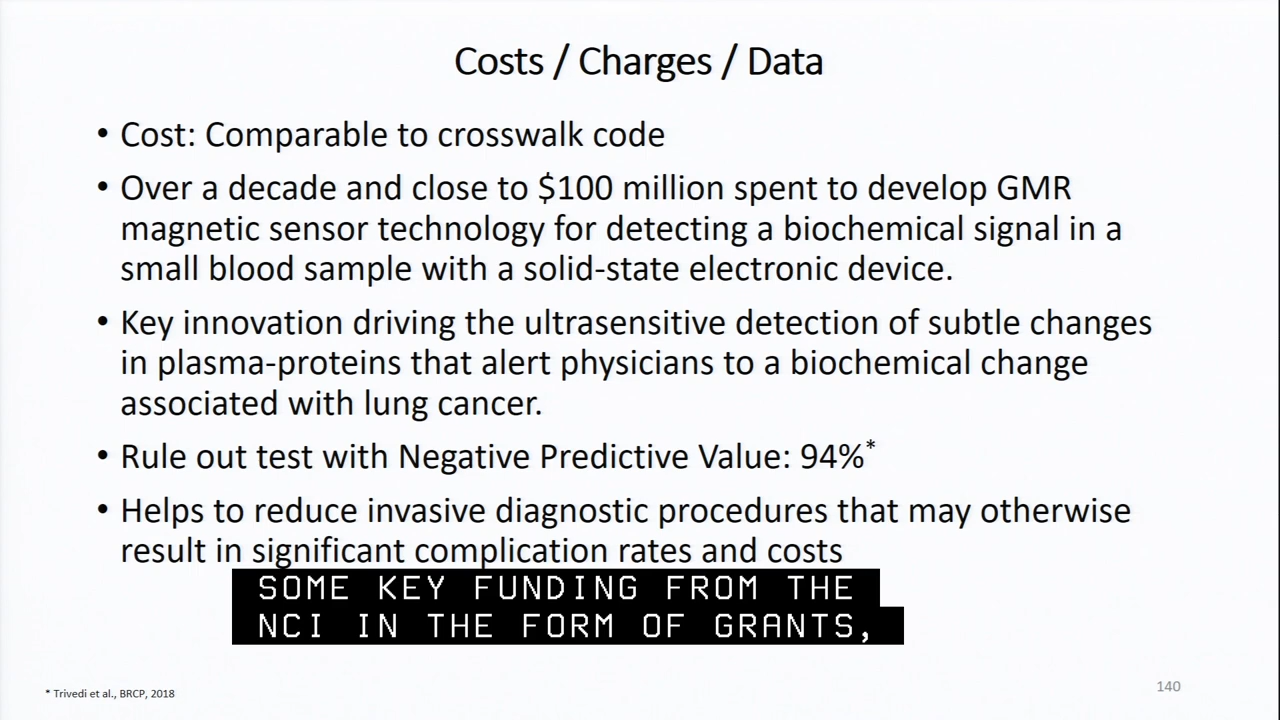 Costs / Charges / Data
• Cost: Comparable to crosswalk code
• Over a decade and close to $100 million spent to develop GMR
magnetic sensor technology for detecting a biochemical signal in a
small blood sample with a solid-state electronic device.
• Key innovation driving the ultrasensitive detection of subtle changes
in plasma-proteins that alert physicians to a biochemical change
associated with lung cancer.
• Rule out test with Negative Predictive Value: 94%*
• Helps to reduce invasive diagnostic procedures that may otherwise
result in significant complication rates and costs
SOME KEY FUNDING FROM THE
NCI IN THE FORM OF GRANTS,
* Trivedi et al., BRCP, 2018
140